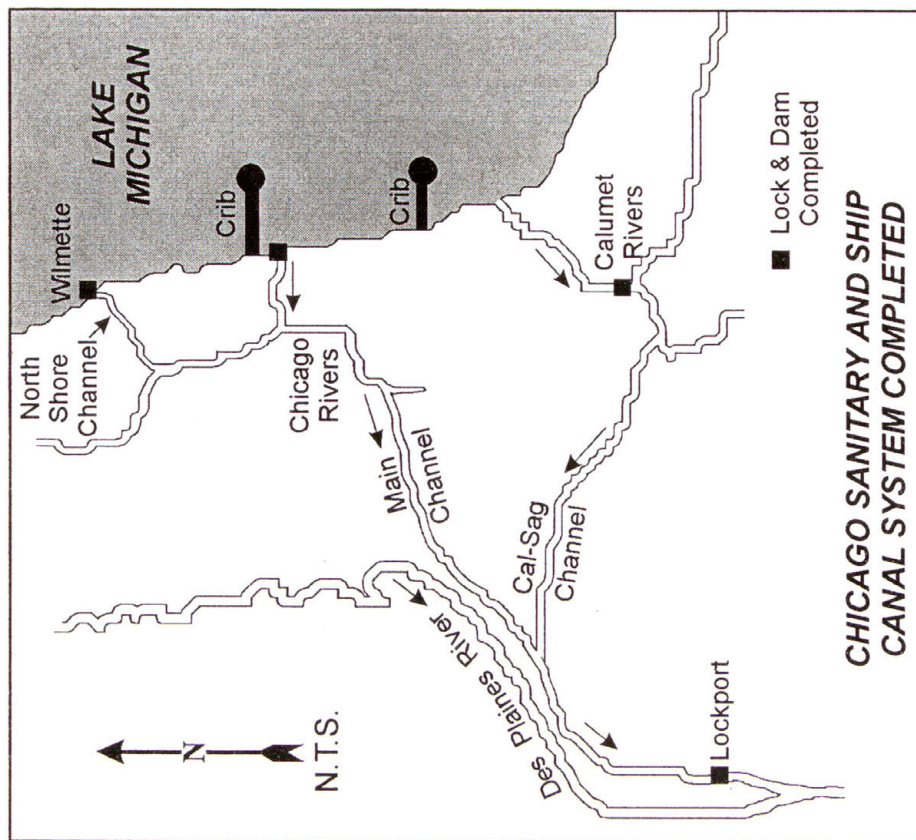 LAKE
MICHIGAN
Wilmette
North
Shore
Channel
Crib
Crib
Chicago
Rivers
Main
Channel
Calumet
Rivers
Cal-Sag
Channel
Des Plaines River
Lockport
N
N.T.S.
Lock & Dam
Completed
CHICAGO SANITARY AND SHIP
CANAL SYSTEM COMPLETED